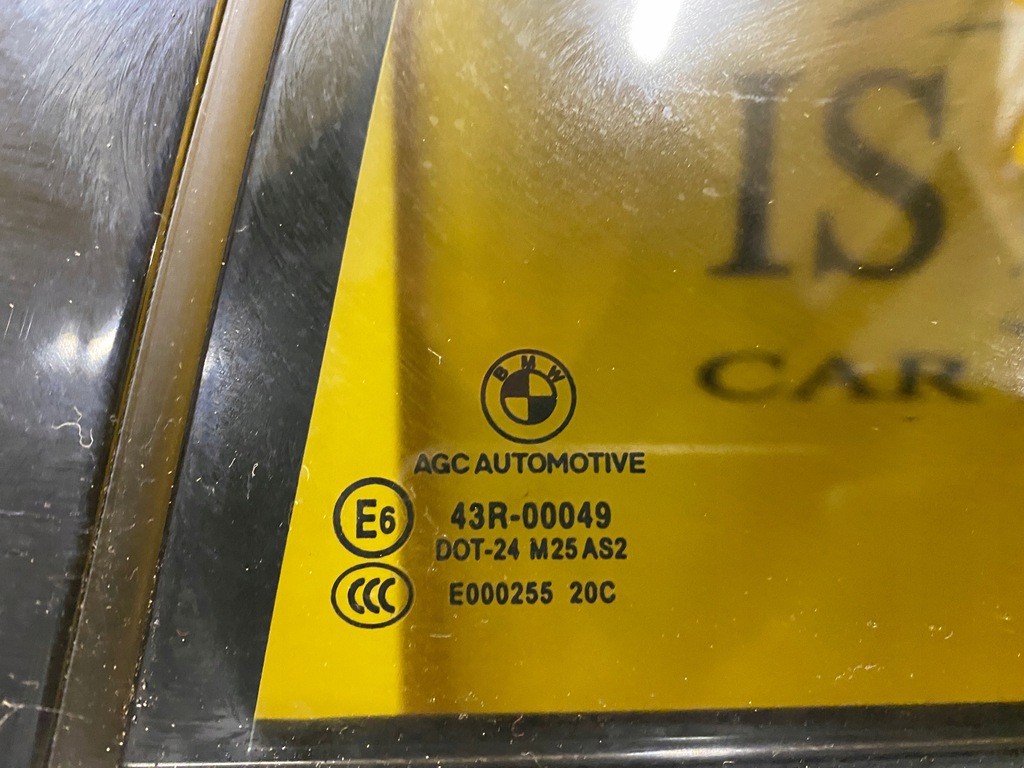 IS
CAR
BMW
AGC AUTOMOTIVE
E6 43R-00049
DOT-24 M25 AS2
CCC E000255 20C